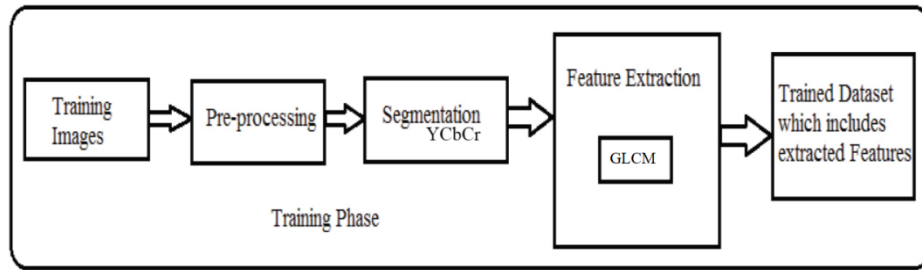 Training
Images
Pre-processing
Segmentation
YCbCr
Feature Extraction
GLCM
Trained Dataset
which includes
extracted Features
Training Phase